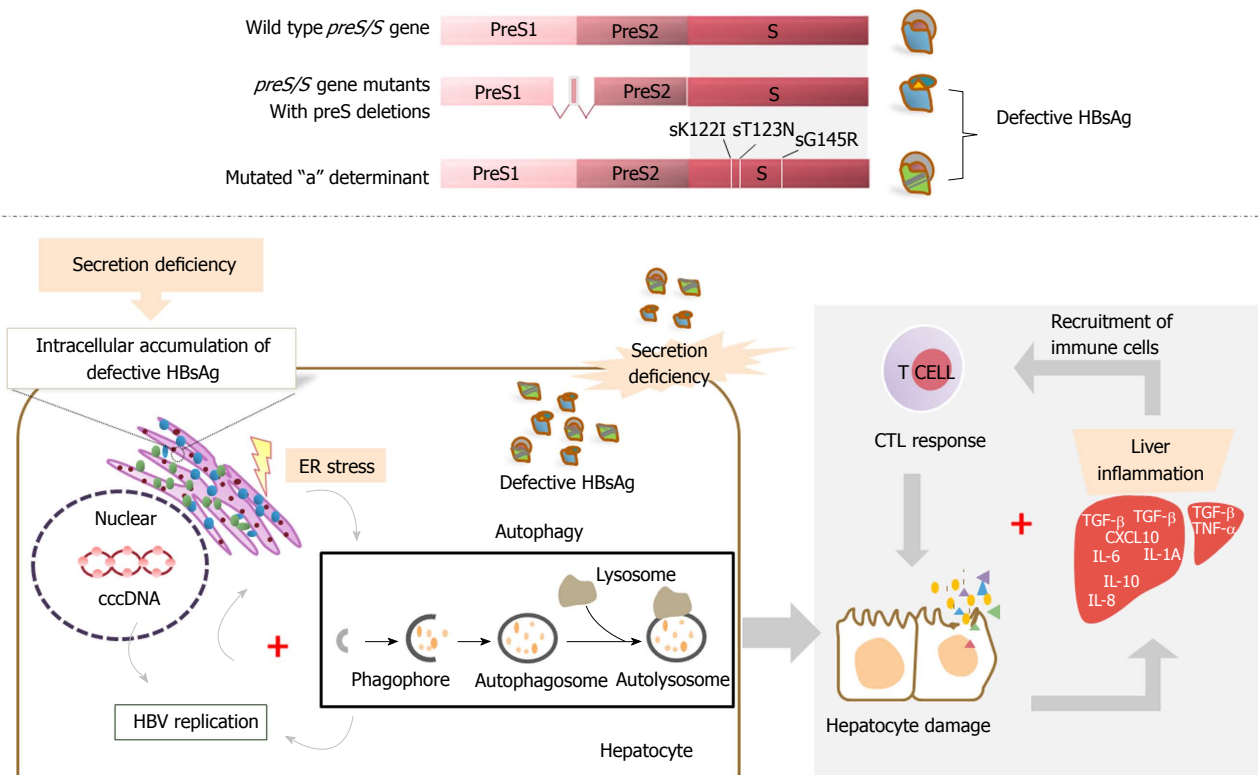 Wild type preS/S gene
PreS1
PreS2
S
preS/S gene mutants
With preS deletions
PreS1
PreS2
S
Defective HBsAg
sK122I
sT123N
sG145R
Mutated “a” determinant
PreS1
PreS2
S
Secretion deficiency
Intracellular accumulation of
defective HBsAg
Secretion
deficiency
Defective HBsAg
ER stress
Nuclear
cccDNA
+
HBV replication
Autophagy
Lysosome
Phagophore
Autophagosome
Autolysosome
Hepatocyte
Recruitment of
immune cells
T CELL
CTL response
Liver
inflammation
+
TGF-β
TGF-β
CXCL10
IL-6
IL-1A
IL-10
IL-8
TGF-β
TNF-α
Hepatocyte damage